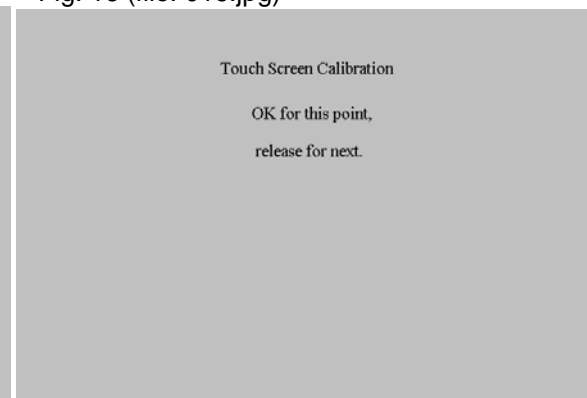 Touch Screen Calibration
OK for this point,
release for next.